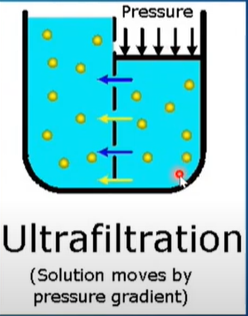 Pressure
Ultrafiltration
(Solution moves by
pressure gradient)